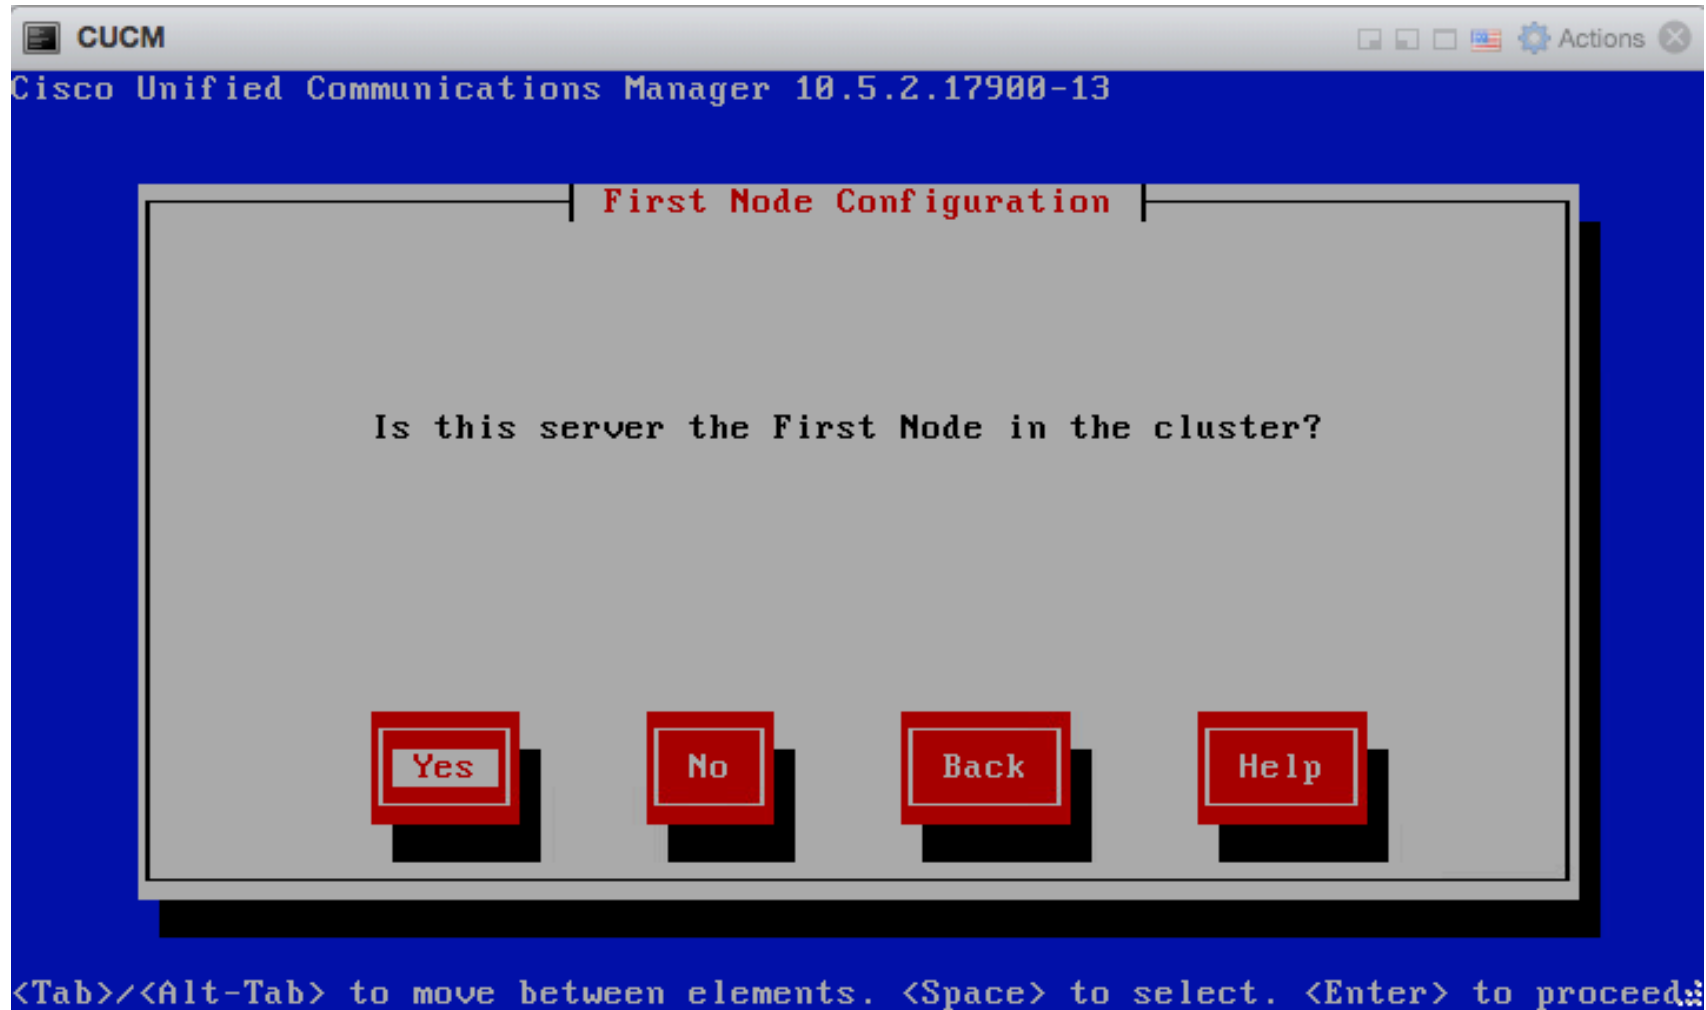 CUCM
Actions
Cisco Unified Communications Manager 10.5.2.17900-13
First Node Configuration
Is this server the First Node in the cluster?
Yes No Back Help
<Tab>/<Alt-Tab> to move between elements. <Space> to select. <Enter> to proceed.